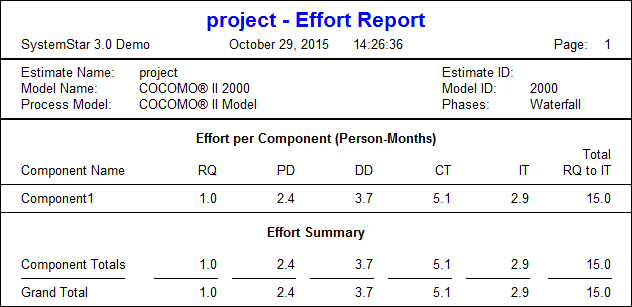 project - Effort Report
SystemStar 3.0 Demo October 29, 2015 14:26:36 Page: 1
Estimate Name: project Estimate ID:
Model Name: COCOMO® II 2000 Model ID: 2000
Process Model: COCOMO® II Model Phases: Waterfall
Effort per Component (Person-Months)
Total
Component Name RQ PD DD CT IT RQ to IT
Component1 1.0 2.4 3.7 5.1 2.9 15.0
Effort Summary
Component Totals 1.0 2.4 3.7 5.1 2.9 15.0
Grand Total 1.0 2.4 3.7 5.1 2.9 15.0